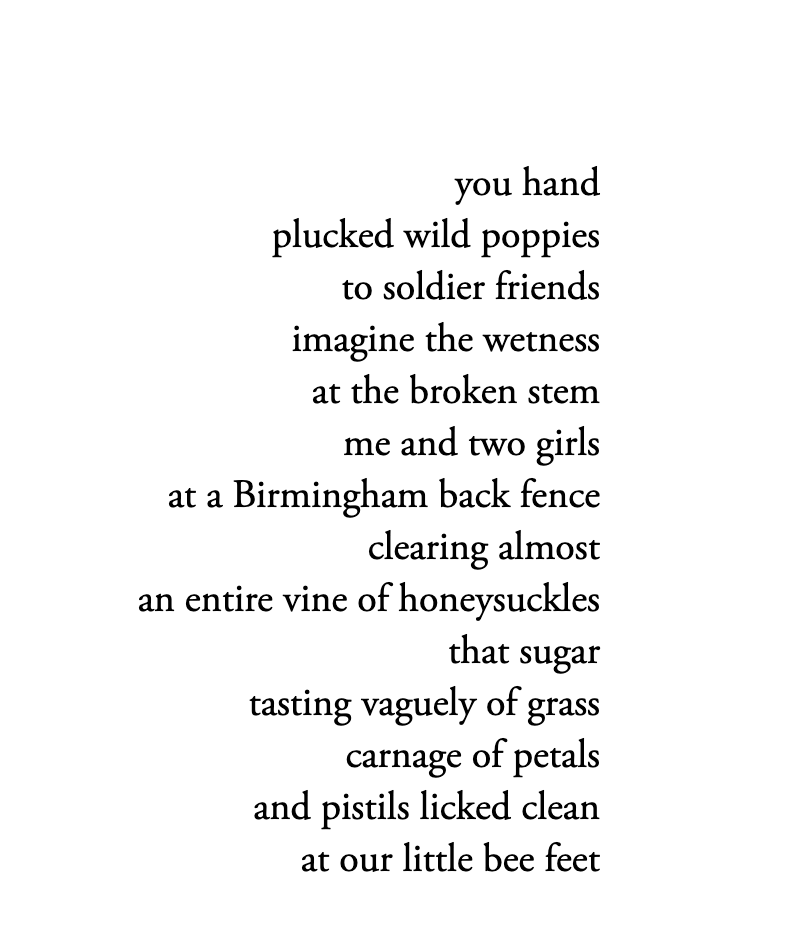 you hand
plucked wild poppies
to soldier friends
imagine the wetness
at the broken stem
me and two girls
at a Birmingham back fence
clearing almost
an entire vine of honeysuckles
that sugar
tasting vaguely of grass
carnage of petals
and pistils licked clean
at our little bee feet